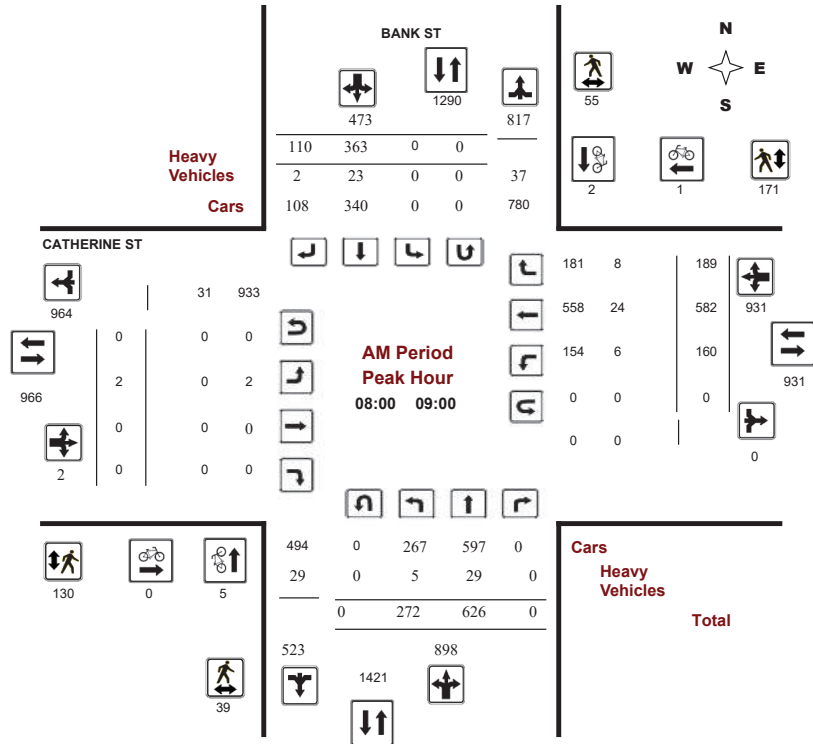 BANK ST
N
W E
S
55
1290
473 817
110 363 0 0
Heavy
Vehicles
2 23 0 0 37
Cars
108 340 0 0 780
2 1 171
CATHERINE ST
964
31 933
0 0 0
966
2 0 2
0 0 0
2
0 0 0
AM Period
Peak Hour
08:00 09:00
181 8 189
931
558 24 582
154 6 160
931
0 0 0
0 0
0
130 0 5
39
494 0 267 597 0
29 0 5 29 0
0 272 626 0
523 898
1421
Cars
Heavy
Vehicles
Total